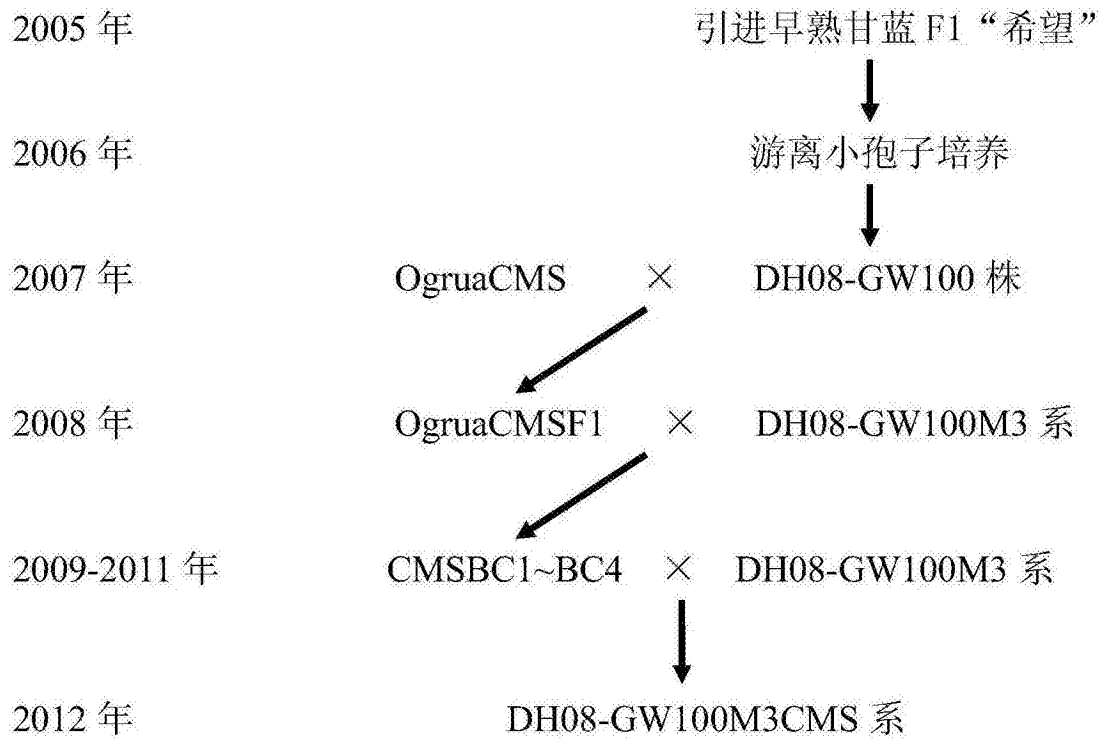 2005 年 引进早熟甘蓝 F1 “希望”
2006 年 游离小孢子培养
2007 年 OgruaCMS × DH08-GW100 株
2008 年 OgruaCMSF1 × DH08-GW100M3 系
2009-2011 年 CMSBC1~BC4 × DH08-GW100M3 系
2012 年 DH08-GW100M3CMS 系